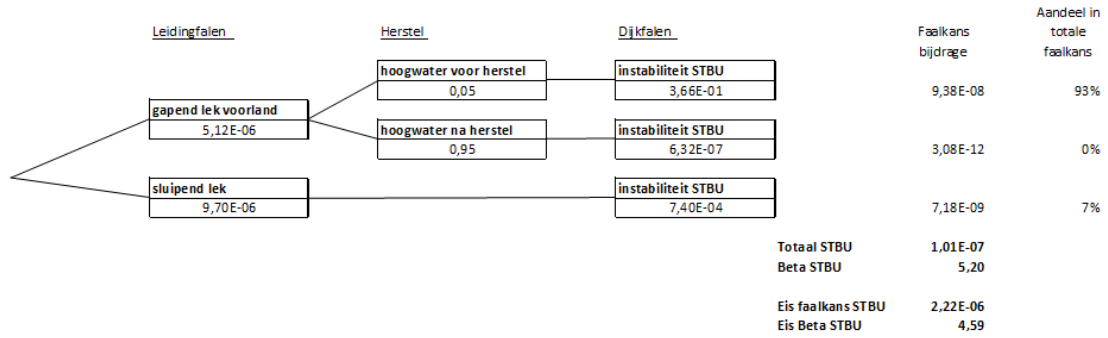 Aandeel in
Leidingfalen Herstel Dijkfalen Faalkans totale
bijdrage faalkans
hoogwater voor herstel instabiliteit STBU
0,05 3,66E-01 9,38E-08 93%
gapend lek voorland
5,12E-06 hoogwater na herstel instabiliteit STBU
0,95 6,32E-07 3,08E-12 0%
sluipend lek instabiliteit STBU
9,70E-06 7,40E-04 7,18E-09 7%
Totaal STBU 1,01E-07
Beta STBU 5,20
Eis faalkans STBU 2,22E-06
Eis Beta STBU 4,59